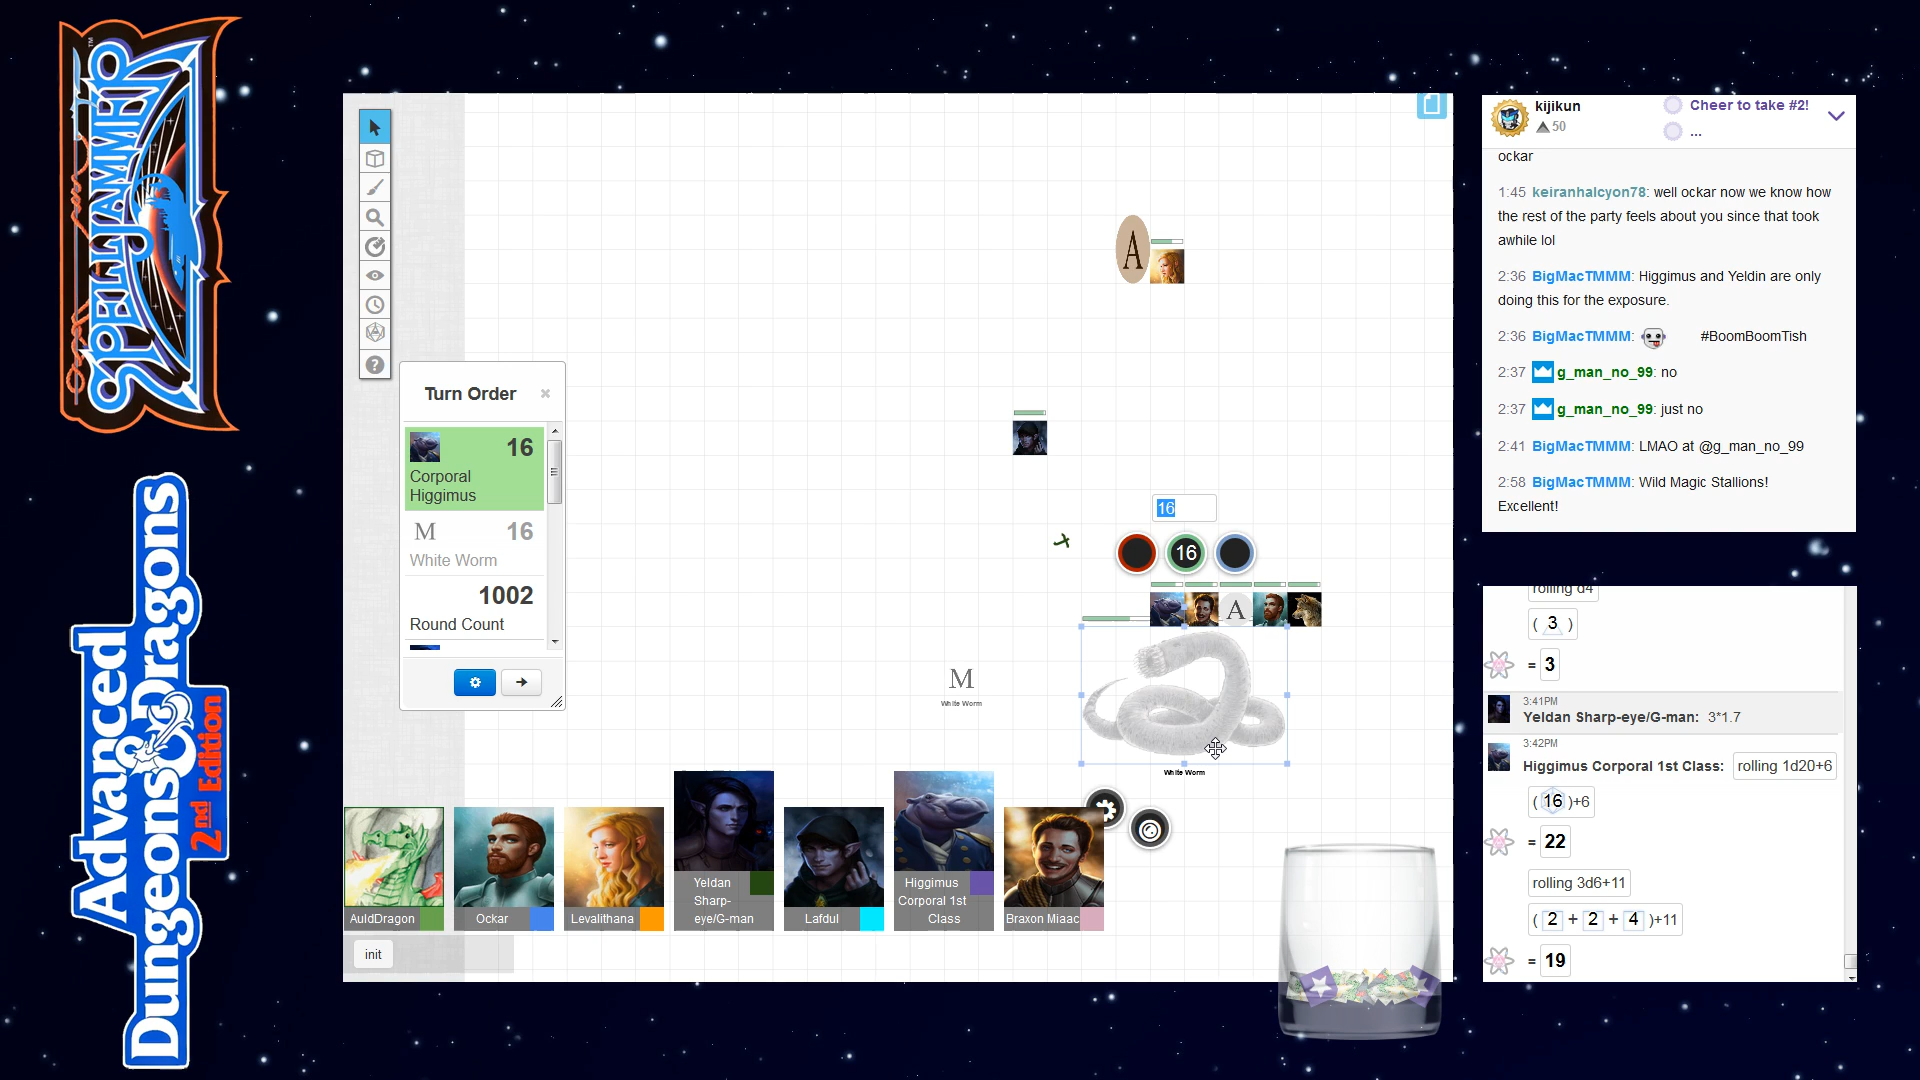 SPELLJAMMER
TM
Advanced
Dungeons & Dragons
2nd Edition
Turn Order
×
16
Corporal
Higgimus
M
16
White Worm
1002
Round Count
A
16
16
A
M
White Worm
White Worm
AuldDragon
Ockar
Levalithana
Yeldan
Sharp-
eye/G-man
Lafdul
Higgimus
Corporal 1st
Class
Braxon Miaac
init
kijikun
50
Cheer to take #2!
...
ockar
1:45 keiranhalcyon78: well ockar now we know how
the rest of the party feels about you since that took
awhile lol
2:36 BigMacTMMM: Higgimus and Yeldin are only
doing this for the exposure.
2:36 BigMacTMMM: #BoomBoomTish
2:37 g_man_no_99: no
2:37 g_man_no_99: just no
2:41 BigMacTMMM: LMAO at @g_man_no_99
2:58 BigMacTMMM: Wild Magic Stallions!
Excellent!
rolling d4
( 3 )
= 3
3:41PM
Yeldan Sharp-eye/G-man: 3*1.7
3:42PM
Higgimus Corporal 1st Class: rolling 1d20+6
( 16 )+6
= 22
rolling 3d6+11
( 2 + 2 + 4 )+11
= 19